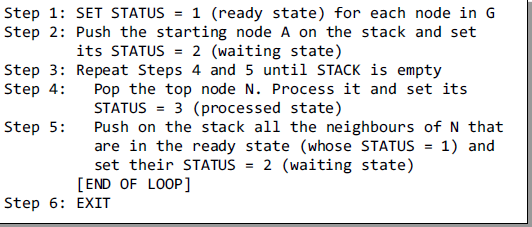 Step 1: SET STATUS = 1 (ready state) for each node in G
Step 2: Push the starting node A on the stack and set
its STATUS = 2 (waiting state)
Step 3: Repeat Steps 4 and 5 until STACK is empty
Step 4: Pop the top node N. Process it and set its
STATUS = 3 (processed state)
Step 5: Push on the stack all the neighbours of N that
are in the ready state (whose STATUS = 1) and
set their STATUS = 2 (waiting state)
[END OF LOOP]
Step 6: EXIT